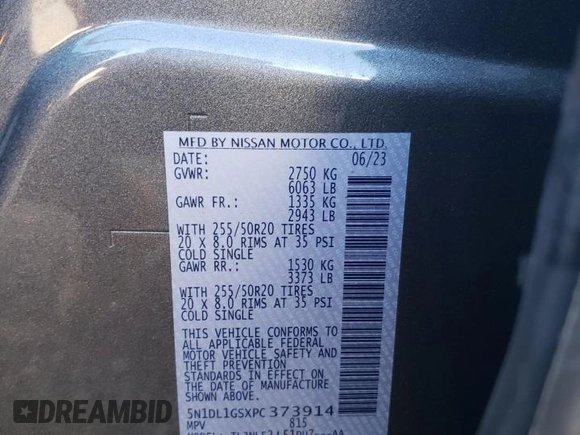 MFD BY NISSAN MOTOR CO., LTD.
DATE: 06/23
GVWR: 2750 KG
6063 LB
GAWR FR.: 1335 KG
2943 LB
WITH 255/50R20 TIRES
20 X 8.0 RIMS AT 35 PSI
COLD SINGLE
GAWR RR.: 1530 KG
3373 LB
WITH 255/50R20 TIRES
20 X 8.0 RIMS AT 35 PSI
COLD SINGLE
THIS VEHICLE CONFORMS TO
ALL APPLICABLE FEDERAL
MOTOR VEHICLE SAFETY AND
THEFT PREVENTION
STANDARDS IN EFFECT ON
THE DATE OF MANUFACTURE
SHOWN ABOVE.
5N1DL1GSXPC373914
MPV 815
DREAMBID